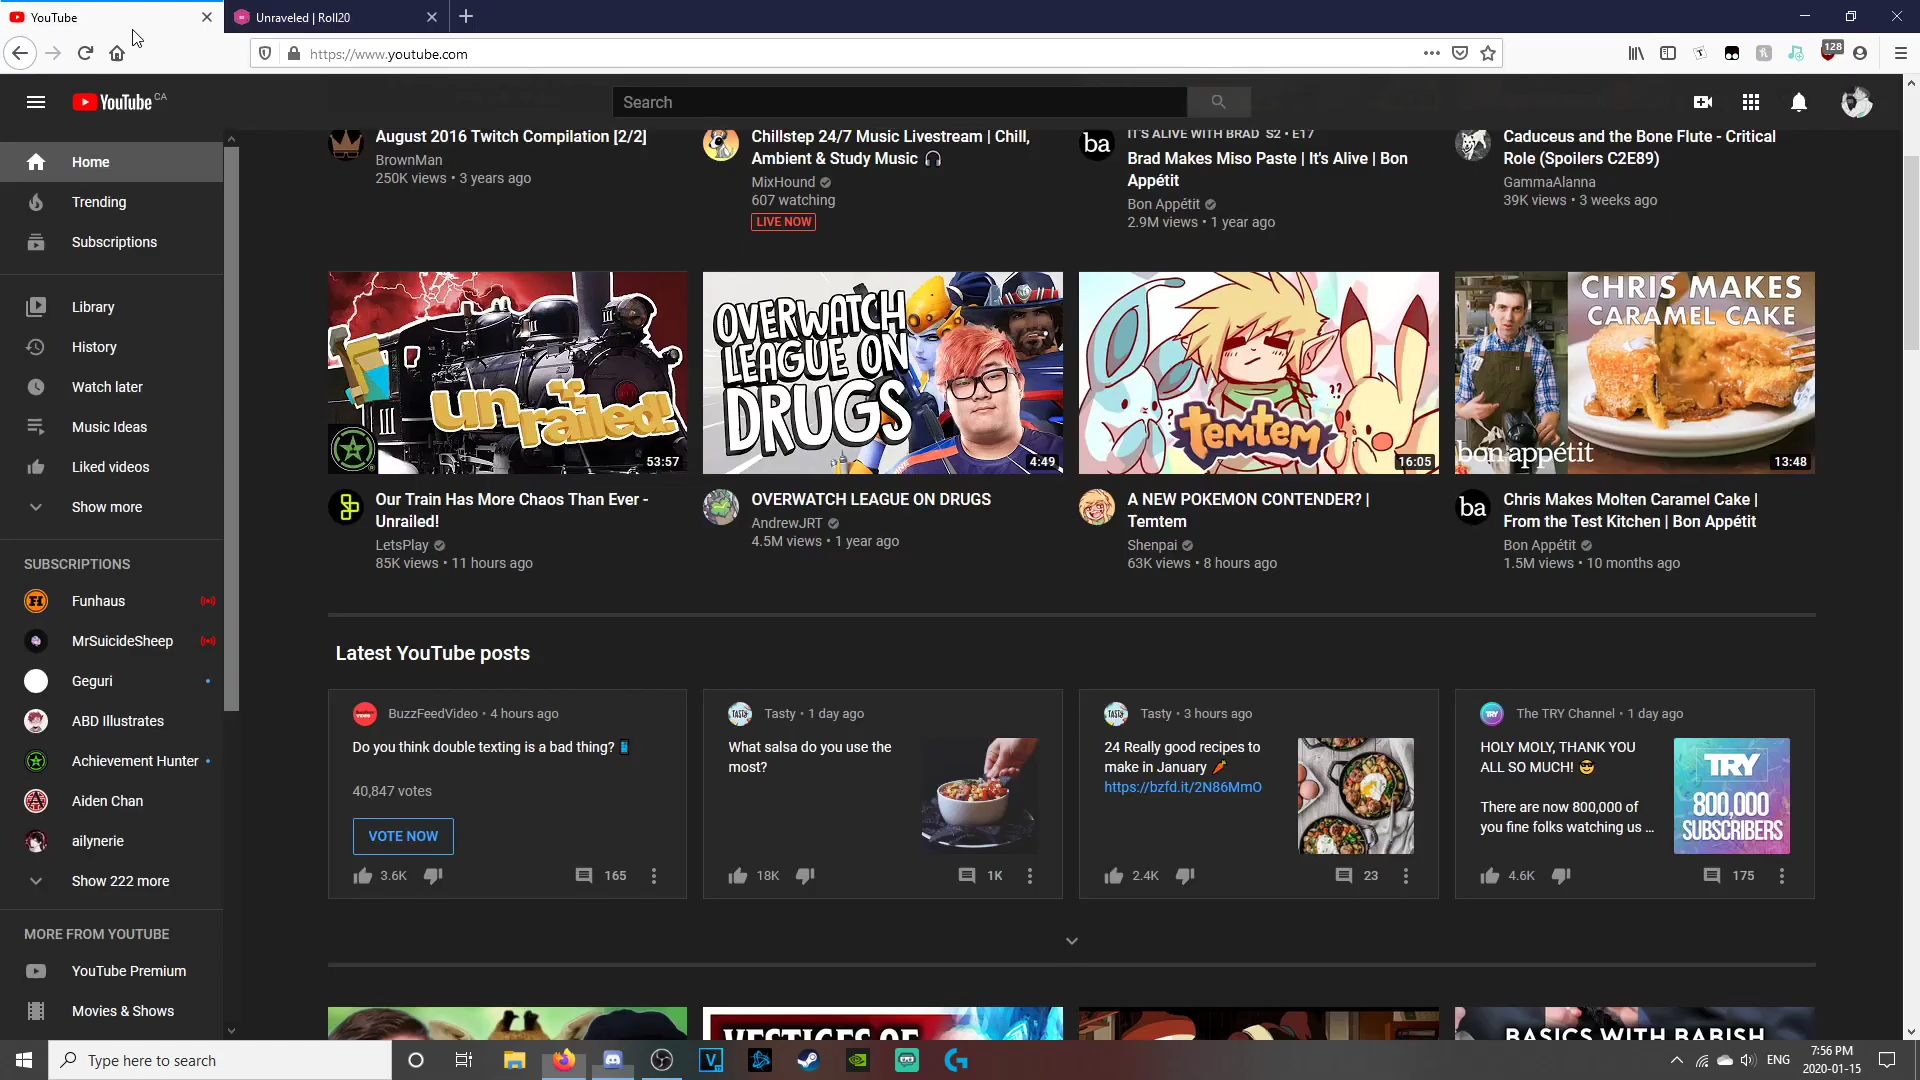 YouTube
Unraveled | Roll20
https://www.youtube.com
128
YouTube CA
Search
Home
Trending
Subscriptions
Library
History
Watch later
Music Ideas
Liked videos
Show more
SUBSCRIPTIONS
Funhaus
MrSuicideSheep
Geguri
ABD Illustrates
Achievement Hunter
Aiden Chan
ailynerie
Show 222 more
MORE FROM YOUTUBE
YouTube Premium
Movies & Shows
August 2016 Twitch Compilation [2/2]
BrownMan
250K views • 3 years ago
Chillstep 24/7 Music Livestream | Chill,
Ambient & Study Music 🎧
MixHound
607 watching
LIVE NOW
ba
IT'S ALIVE WITH BRAD S2 • E17
Brad Makes Miso Paste | It's Alive | Bon
Appétit
Bon Appétit
2.9M views • 1 year ago
Caduceus and the Bone Flute - Critical
Role (Spoilers C2E89)
GammaAlanna
39K views • 3 weeks ago
unrailed!
53:57
Our Train Has More Chaos Than Ever -
Unrailed!
LetsPlay
85K views • 11 hours ago
OVERWATCH
LEAGUE ON
DRUGS
4:49
OVERWATCH LEAGUE ON DRUGS
AndrewJRT
4.5M views • 1 year ago
temtem
16:05
A NEW POKEMON CONTENDER? |
Temtem
Shenpai
63K views • 8 hours ago
CHRIS MAKES
CARAMEL CAKE
bon appétit
13:48
ba
Chris Makes Molten Caramel Cake |
From the Test Kitchen | Bon Appétit
Bon Appétit
1.5M views • 10 months ago
Latest YouTube posts
BuzzFeedVideo • 4 hours ago
Do you think double texting is a bad thing? 📱
40,847 votes
VOTE NOW
3.6K
165
TASTY
Tasty • 1 day ago
What salsa do you use the
most?
18K
1K
TASTY
Tasty • 3 hours ago
24 Really good recipes to
make in January 🥕
https://bzfd.it/2N86MmO
2.4K
23
TRY
The TRY Channel • 1 day ago
HOLY MOLY, THANK YOU
ALL SO MUCH! 😎
There are now 800,000 of
you fine folks watching us ...
TRY
800,000
SUBSCRIBERS
4.6K
175
VESTIGES OF
BASICS WITH BABISH
Type here to search
ENG
7:56 PM
2020-01-15